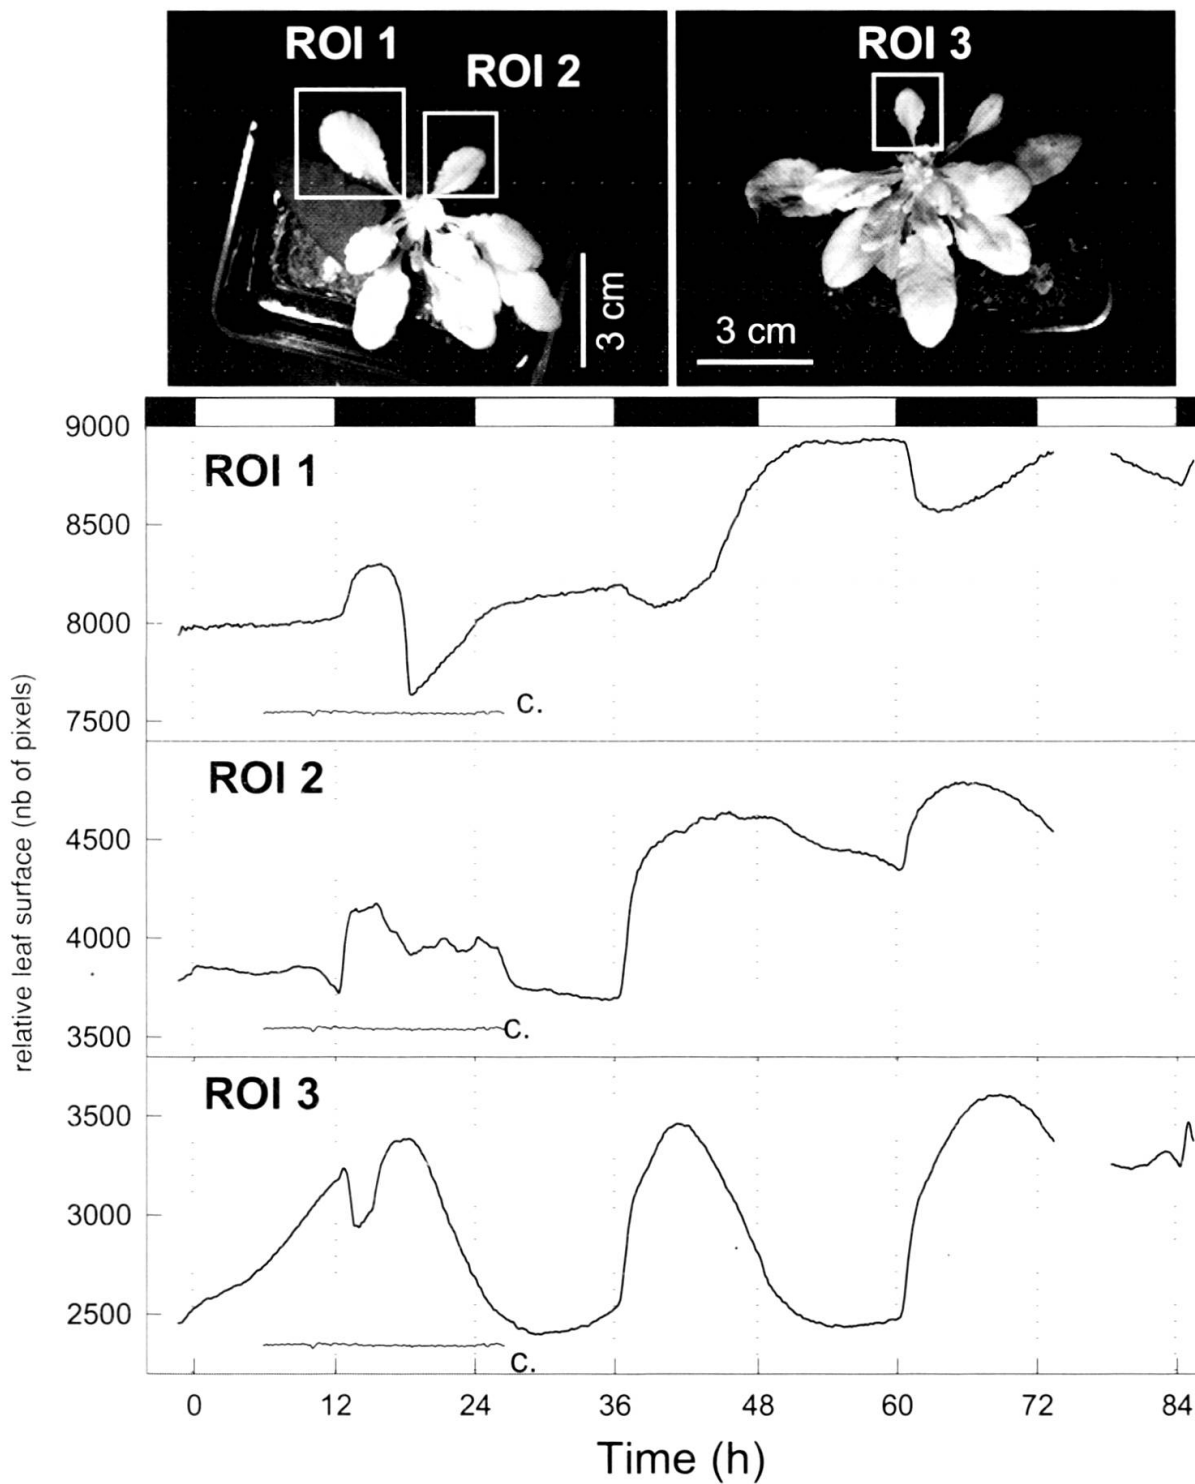 ROI 1
ROI 2
ROI 3
3 cm
3 cm
relative leaf surface (nb of pixels)
9000
ROI 1
8500
8000
7500
C.
ROI 2
4500
4000
3500
C.
ROI 3
3500
3000
2500
C.
0 12 24 36 48 60 72 84
Time (h)